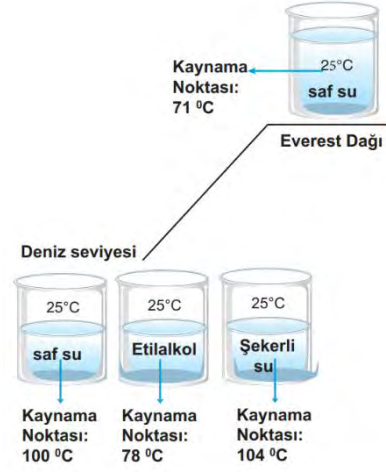 Kaynama
Noktası:
71 ⁰C
25°C
saf su
Everest Dağı
Deniz seviyesi
25°C
saf su
25°C
Etilalkol
25°C
Şekerli
su
Kaynama
Noktası:
100 ⁰C
Kaynama
Noktası:
78 ⁰C
Kaynama
Noktası:
104 ⁰C